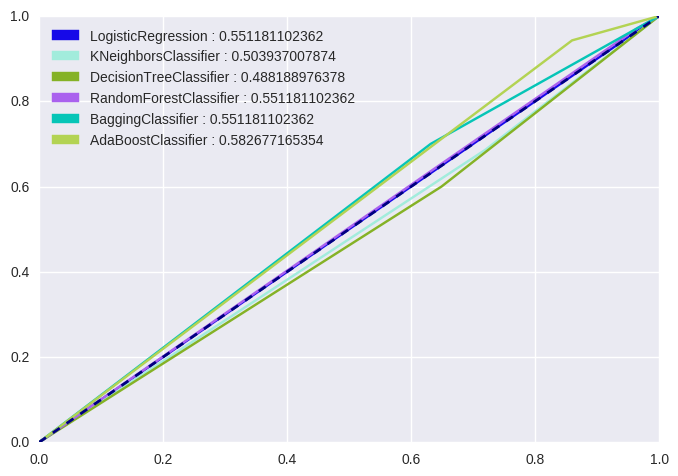 1.0
LogisticRegression : 0.551181102362
KNeighborsClassifier : 0.503937007874
DecisionTreeClassifier : 0.488188976378
RandomForestClassifier : 0.551181102362
BaggingClassifier : 0.551181102362
AdaBoostClassifier : 0.582677165354
0.8
0.6
0.4
0.2
0.0
0.0 0.2 0.4 0.6 0.8 1.0